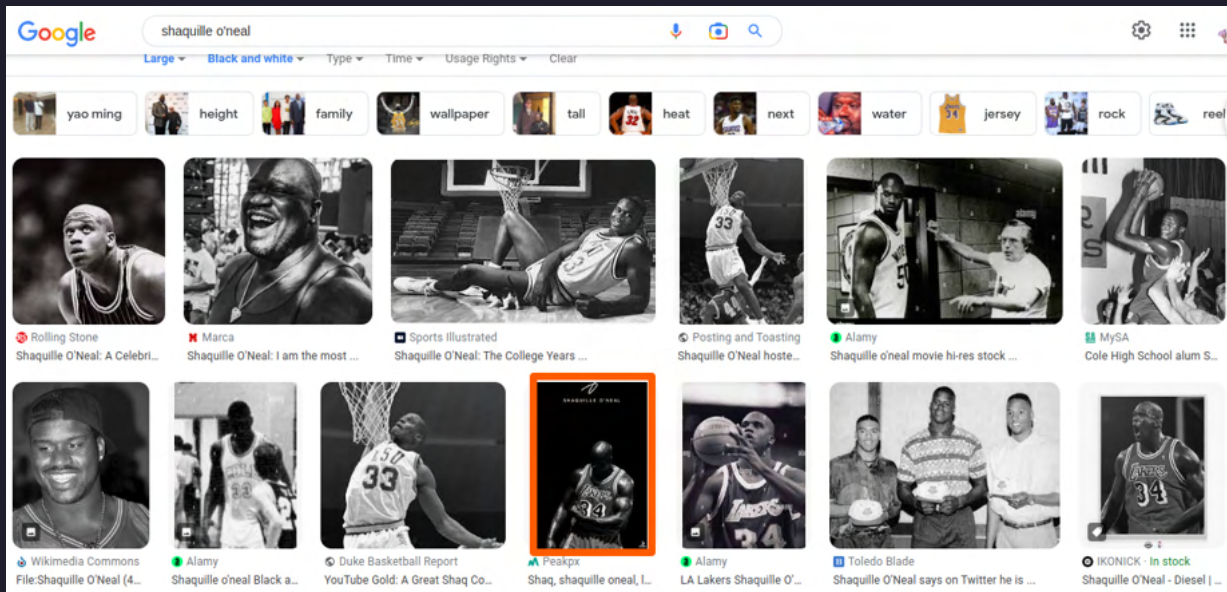 Google
shaquille o'neal
Large
Black and white
Type
Time
Usage Rights
Clear
yao ming
height
family
wallpaper
tall
heat
next
water
jersey
rock
reel
Rolling Stone
Shaquille O'Neal: A Celebri...
Marca
Shaquille O'Neal: I am the most ...
Sports Illustrated
Shaquille O'Neal: The College Years ...
33
Posting and Toasting
Shaquille O'Neal hoste...
alamy
Alamy
Shaquille o'neal movie hi-res stock ...
MySA
Cole High School alum S...
Wikimedia Commons
File:Shaquille O'Neal (4...
33
Alamy
Shaquille o'neal Black a...
LSU
33
Duke Basketball Report
YouTube Gold: A Great Shaq Co...
SHAQUILLE O'NEAL
LAKERS
34
Peakpx
Shaq, shaquille oneal, l...
LAKERS
34
Alamy
LA Lakers Shaquille O'...
Toledo Blade
Shaquille O'Neal says on Twitter he is ...
LAKERS
34
IKONICK · In stock
Shaquille O'Neal - Diesel | ...